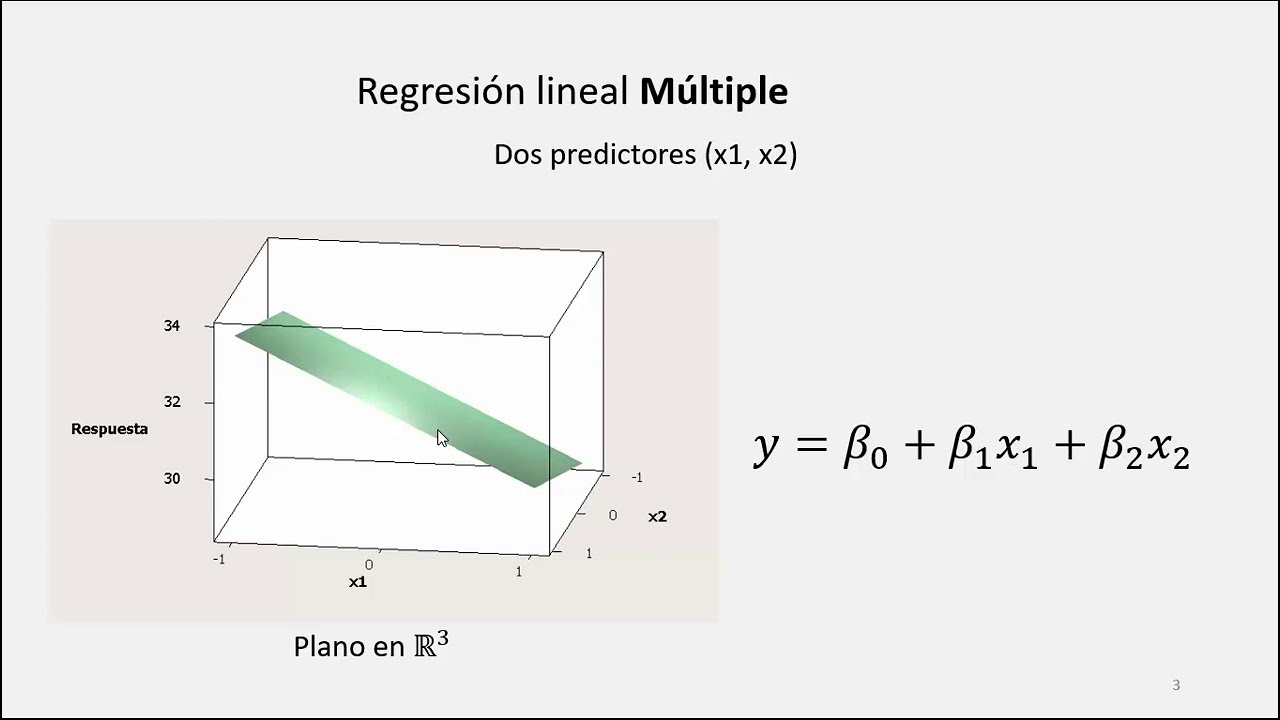 Regresión lineal Múltiple
Dos predictores (x1, x2)
34
32
Respuesta
30
-1
0
x2
1
-1
0
1
x1
y = β₀ + β₁x₁ + β₂x₂
Plano en ℝ³
3